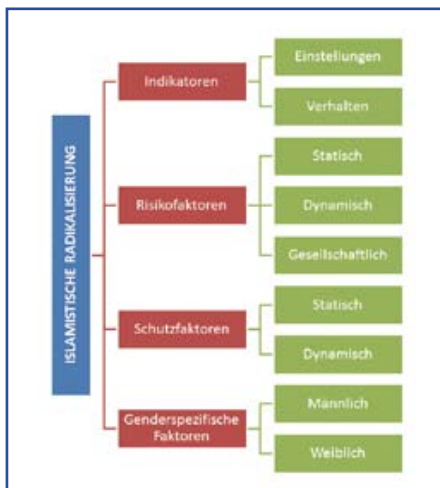 ISLAMISTISCHE RADIKALISIERUNG
Indikatoren
Einstellungen
Verhalten
Risikofaktoren
Statisch
Dynamisch
Gesellschaftlich
Schutzfaktoren
Statisch
Dynamisch
Genderspezifische
Faktoren
Männlich
Weiblich